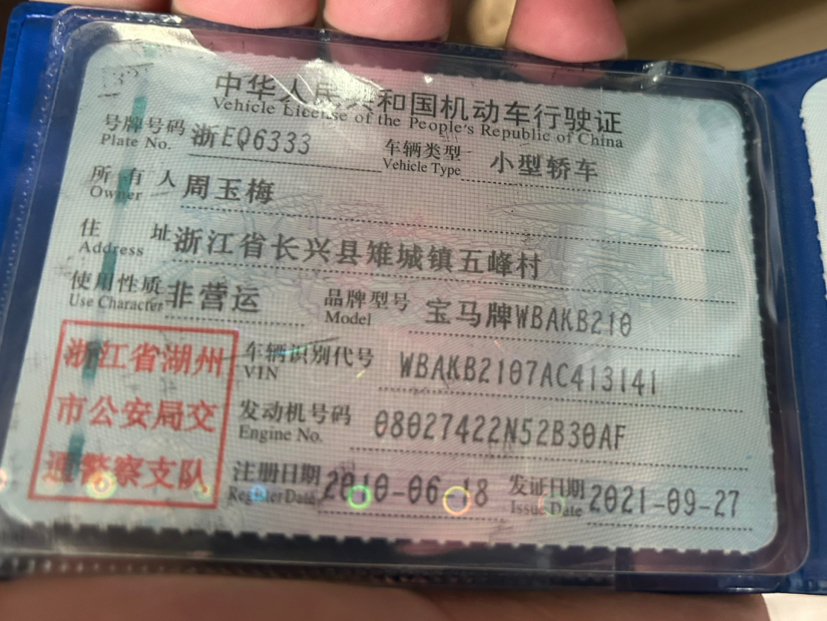 中华人民共和国机动车行驶证
Vehicle License of the People's Republic of China
号牌号码 浙EQ6333 车辆类型 小型轿车
Plate No. Vehicle Type
所有人 周玉梅
Owner
住址 浙江省长兴县雉城镇五峰村
Address
使用性质 非营运 品牌型号 宝马牌WBAKB210
Use Character Model
浙江省湖州
市公安局交
通警察支队
车辆识别代号 WBAKB2107AC413141
VIN
发动机号码 08027422N52B30AF
Engine No.
注册日期 2010-06-18 发证日期 2021-09-27
Register Date Issue Date